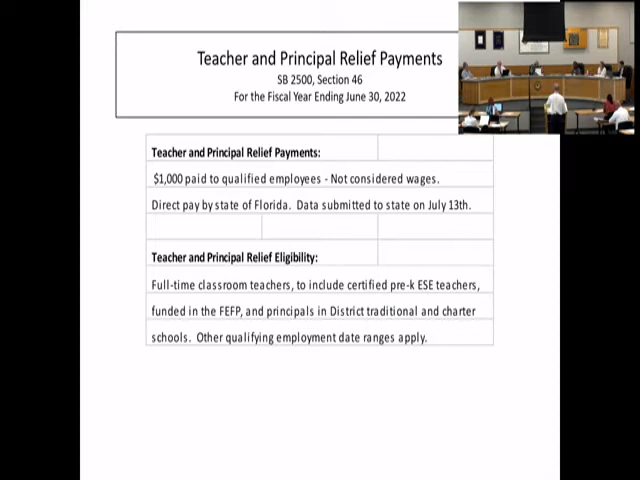 Teacher and Principal Relief Payments
SB 2500, Section 46
For the Fiscal Year Ending June 30, 2022
Teacher and Principal Relief Payments:
$1,000 paid to qualified employees - Not considered wages.
Direct pay by state of Florida. Data submitted to state on July 13th.
Teacher and Principal Relief Eligibility:
Full-time classroom teachers, to include certified pre-k ESE teachers,
funded in the FEFP, and principals in District traditional and charter
schools. Other qualifying employment date ranges apply.